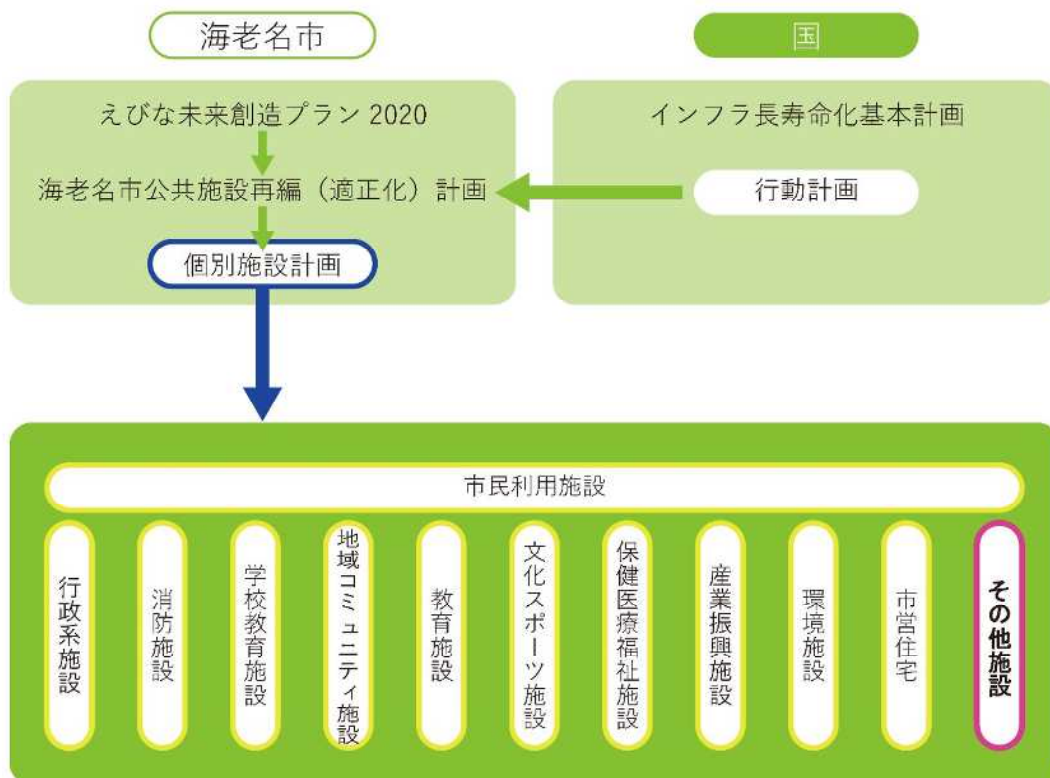 海老名市
国
えびな未来創造プラン 2020
インフラ長寿命化基本計画
海老名市公共施設再編（適正化）計画
行動計画
個別施設計画
市民利用施設
行政系施設
消防施設
学校教育施設
地域コミュニティ施設
教育施設
文化スポーツ施設
保健医療福祉施設
産業振興施設
環境施設
市営住宅
その他施設